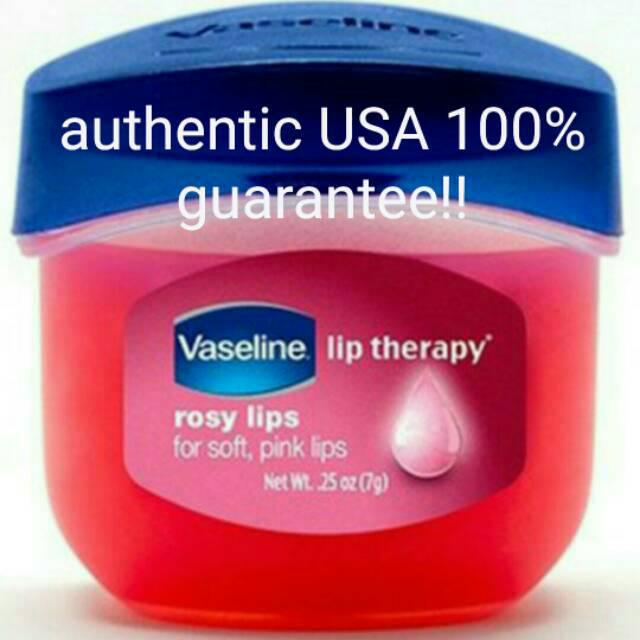 Vaseline
authentic USA 100%
guarantee!!
Vaseline. lip therapy*
rosy lips
for soft, pink lips
Net Wt. .25 oz (7g)